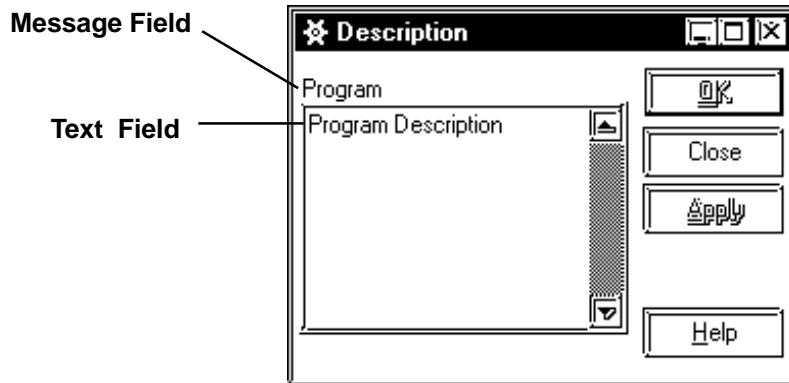 Message Field
Description
Program
OK
Text Field
Program Description
Close
Apply
Help